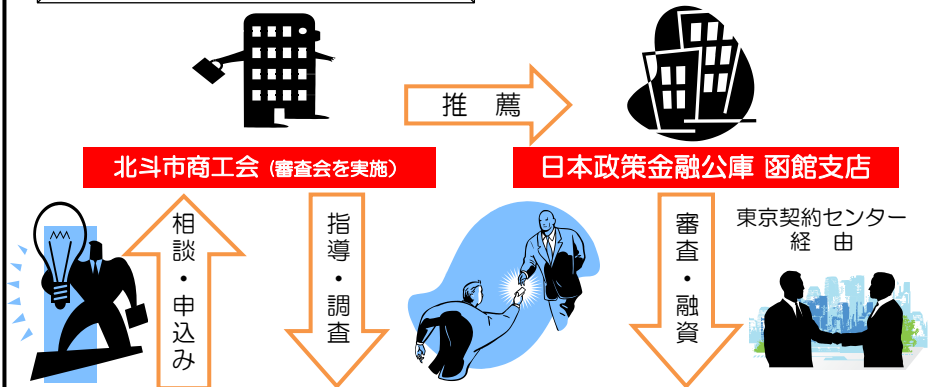 推　薦
北斗市商工会 (審査会を実施)
日本政策金融公庫 函館支店
相談・申込み
指導・調査
審査・融資
東京契約センター
経　由